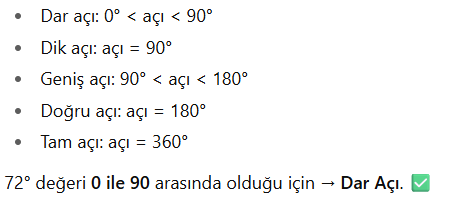 • Dar açı: 0° < açı < 90°
• Dik açı: açı = 90°
• Geniş açı: 90° < açı < 180°
• Doğru açı: açı = 180°
• Tam açı: açı = 360°
72° değeri 0 ile 90 arasında olduğu için → Dar Açı. ✅